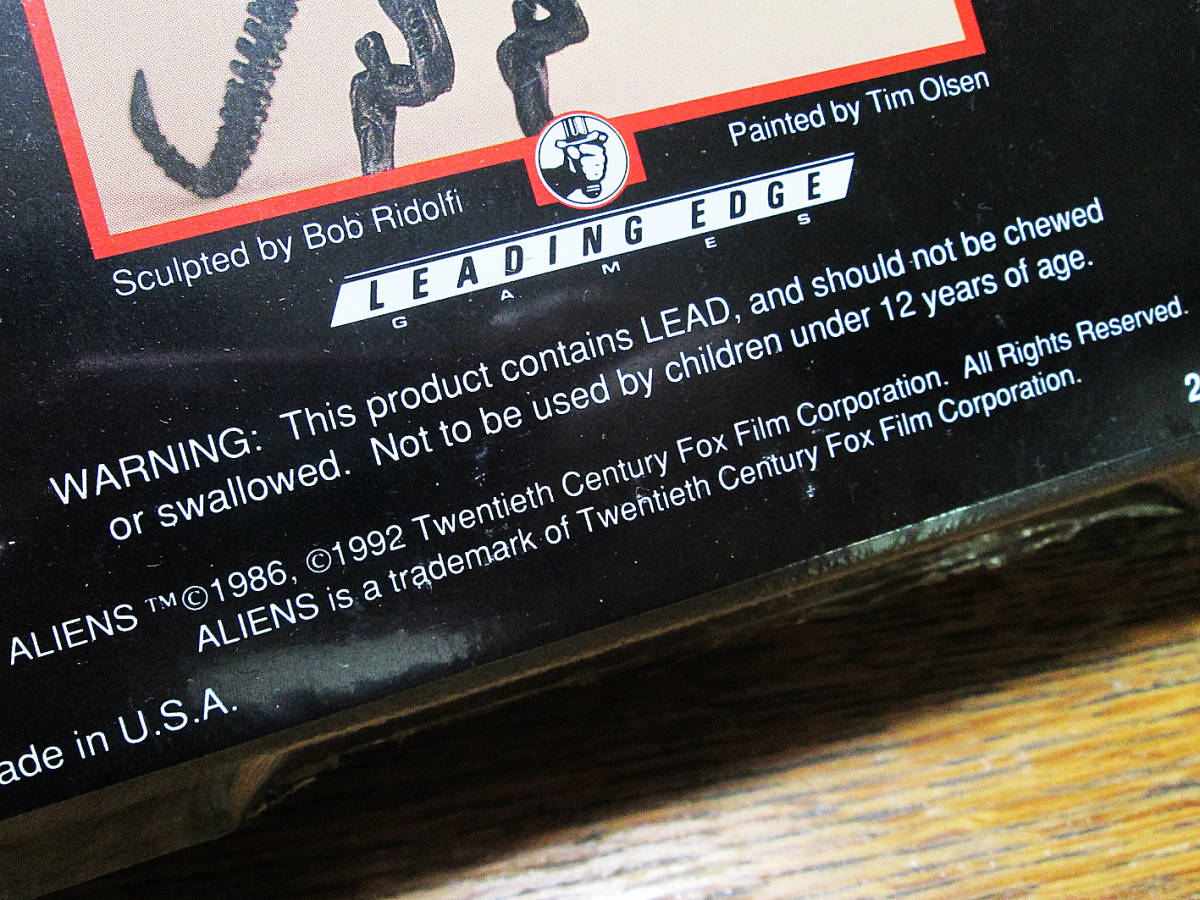 Painted by Tim Olsen
Sculpted by Bob Ridolfi
LEADING EDGE
GAMES
WARNING: This product contains LEAD, and should not be chewed
or swallowed. Not to be used by children under 12 years of age.
ALIENS ™©1986, ©1992 Twentieth Century Fox Film Corporation. All Rights Reserved.
ALIENS is a trademark of Twentieth Century Fox Film Corporation.
ade in U.S.A.
2